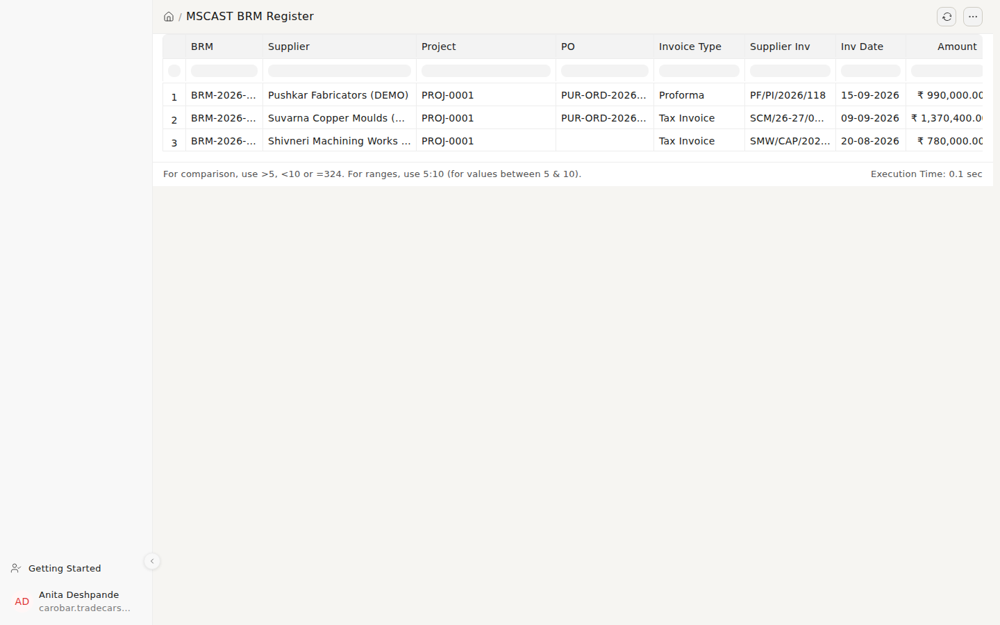 / MSCAST BRM Register
BRM Supplier Project PO Invoice Type Supplier Inv Inv Date Amount
1 BRM-2026-... Pushkar Fabricators (DEMO) PROJ-0001 PUR-ORD-2026... Proforma PF/PI/2026/118 15-09-2026 ₹ 990,000.00
2 BRM-2026-... Suvarna Copper Moulds (... PROJ-0001 PUR-ORD-2026... Tax Invoice SCM/26-27/0... 09-09-2026 ₹ 1,370,400.00
3 BRM-2026-... Shivneri Machining Works ... PROJ-0001 Tax Invoice SMW/CAP/202... 20-08-2026 ₹ 780,000.00
For comparison, use >5, <10 or =324. For ranges, use 5:10 (for values between 5 & 10). Execution Time: 0.1 sec
Getting Started
AD Anita Deshpande
carobar.tradecars...